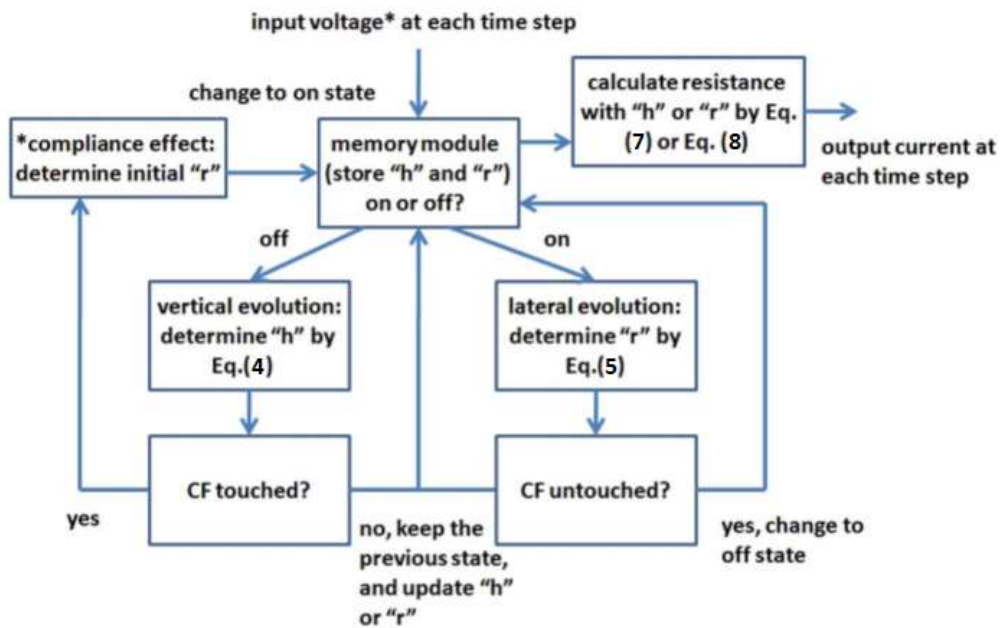 input voltage* at each time step
change to on state
*compliance effect:
determine initial “r”
memory module
(store “h” and “r”)
on or off?
calculate resistance
with “h” or “r” by Eq.
(7) or Eq. (8)
output current at
each time step
off
on
vertical evolution:
determine “h” by
Eq.(4)
lateral evolution:
determine “r” by
Eq.(5)
CF touched?
CF untouched?
yes
no, keep the
previous state,
and update “h”
or “r”
yes, change to
off state